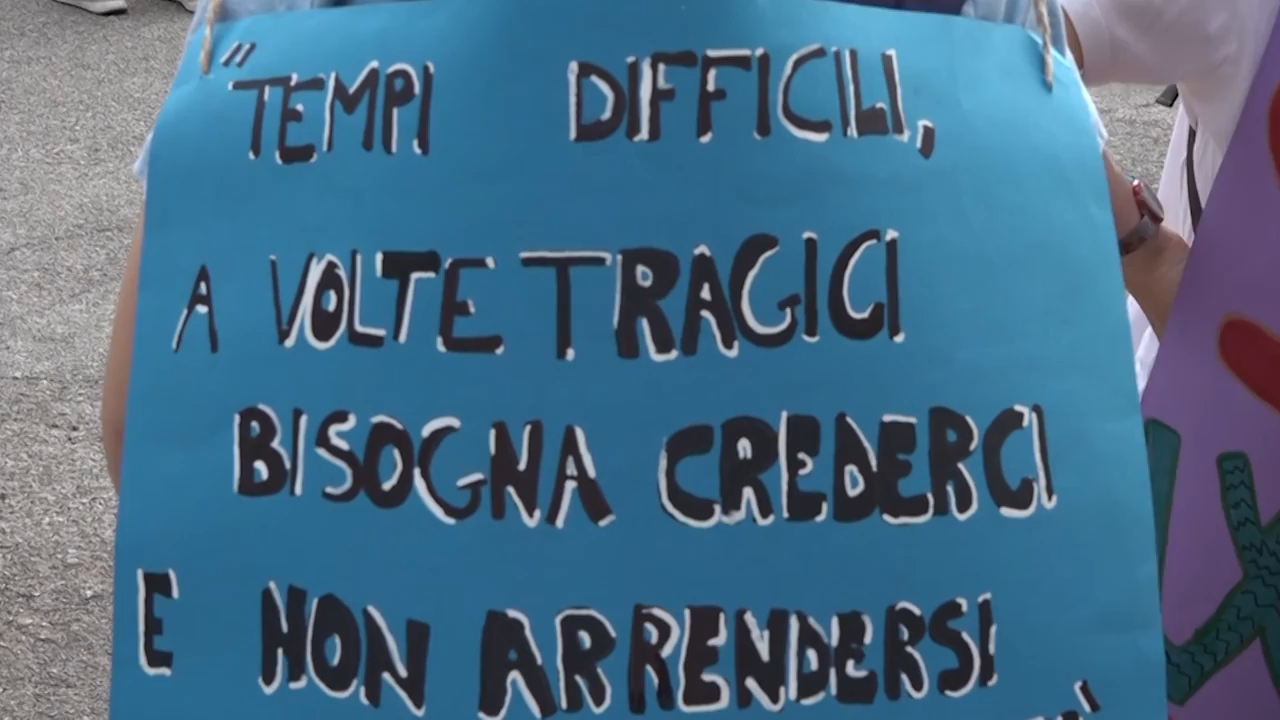 "TEMPI DIFFICILI,
A VOLTE TRAGICI
BISOGNA CREDERCI
E NON ARRENDERSI